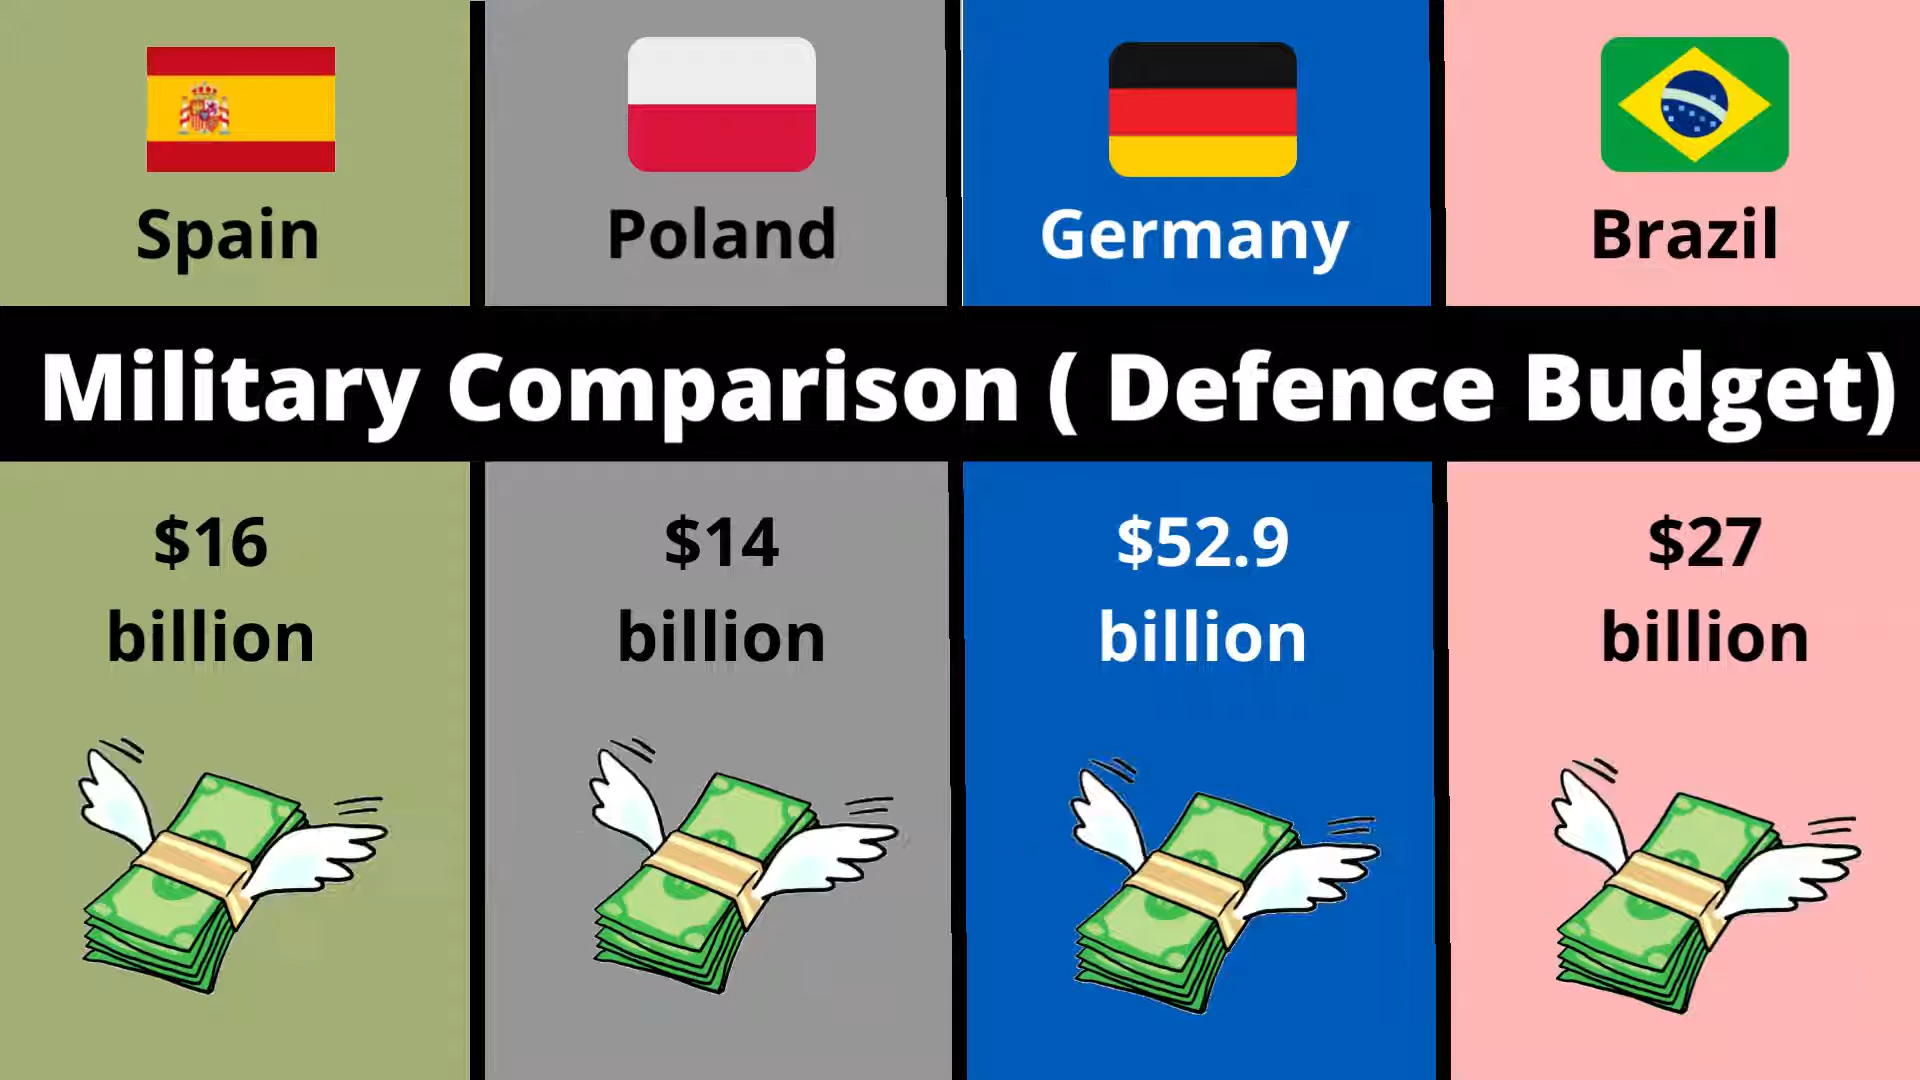 Spain
Poland
Germany
Brazil
Military Comparison ( Defence Budget)
$16
billion
$14
billion
$52.9
billion
$27
billion